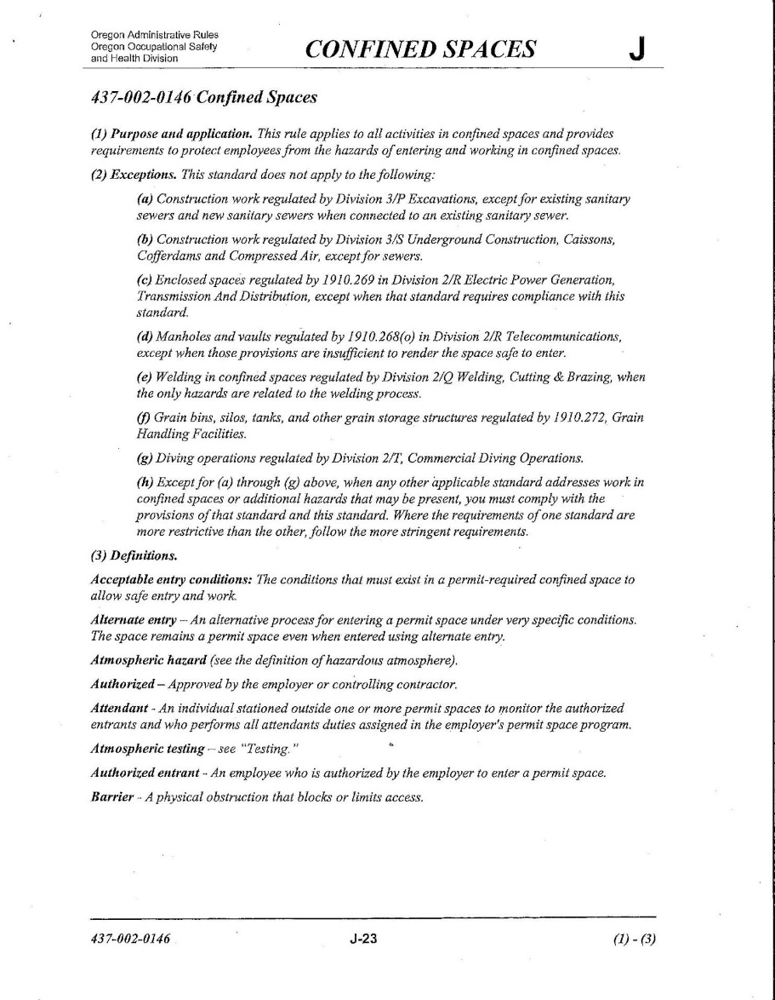 Oregon Administrative Rules
Oregon Occupational Safety
and Health Division
CONFINED SPACES
J
437-002-0146 Confined Spaces
(1) Purpose and application. This rule applies to all activities in confined spaces and provides
requirements to protect employees from the hazards of entering and working in confined spaces.
(2) Exceptions. This standard does not apply to the following:
(a) Construction work regulated by Division 3/P Excavations, except for existing sanitary
sewers and new sanitary sewers when connected to an existing sanitary sewer.
(b) Construction work regulated by Division 3/S Underground Construction, Caissons,
Cofferdams and Compressed Air, except for sewers.
(c) Enclosed spaces regulated by 1910.269 in Division 2/R Electric Power Generation,
Transmission And Distribution, except when that standard requires compliance with this
standard.
(d) Manholes and vaults regulated by 1910.268(o) in Division 2/R Telecommunications,
except when those provisions are insufficient to render the space safe to enter.
(e) Welding in confined spaces regulated by Division 2/Q Welding, Cutting & Brazing, when
the only hazards are related to the welding process.
(f) Grain bins, silos, tanks, and other grain storage structures regulated by 1910.272, Grain
Handling Facilities.
(g) Diving operations regulated by Division 2/T, Commercial Diving Operations.
(h) Except for (a) through (g) above, when any other applicable standard addresses work in
confined spaces or additional hazards that may be present, you must comply with the
provisions of that standard and this standard. Where the requirements of one standard are
more restrictive than the other, follow the more stringent requirements.
(3) Definitions.
Acceptable entry conditions: The conditions that must exist in a permit-required confined space to
allow safe entry and work.
Alternate entry – An alternative process for entering a permit space under very specific conditions.
The space remains a permit space even when entered using alternate entry.
Atmospheric hazard (see the definition of hazardous atmosphere).
Authorized – Approved by the employer or controlling contractor.
Attendant - An individual stationed outside one or more permit spaces to monitor the authorized
entrants and who performs all attendants duties assigned in the employer's permit space program.
Atmospheric testing – see "Testing."
Authorized entrant - An employee who is authorized by the employer to enter a permit space.
Barrier - A physical obstruction that blocks or limits access.
437-002-0146
J-23
(1) - (3)